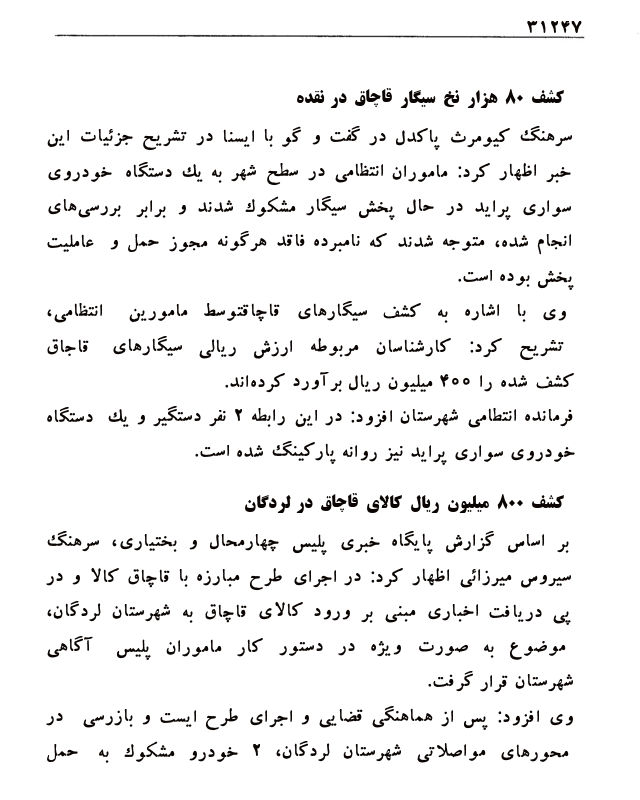 ۳۱۲۴۷
کشف ۸۰ هزار نخ سیگار قاچاق در نقده
سرهنگ کیومرث پاکدل در گفت و گو با ایسنا در تشریح جزئیات این
خبر اظهار کرد: ماموران انتظامی در سطح شهر به یك دستگاه خودروی
سواری پراید در حال پخش سیگار مشکوك شدند و برابر بررسی‌های
انجام شده، متوجه شدند که نامبرده فاقد هرگونه مجوز حمل و عاملیت
پخش بوده است.
وی با اشاره به کشف سیگارهای قاچاقتوسط مامورین انتظامی،
تشریح کرد: کارشناسان مربوطه ارزش ریالی سیگارهای قاجاق
کشف شده را ۴۰۰ میلیون ریال برآورد کرده‌اند.
فرمانده انتطامی شهرستان افزود: در این رابطه ۲ نفر دستگیر و یك دستگاه
خودروی سواری پراید نیز روانه پارکینگ شده است.
کشف ۸۰۰ میلیون ریال کالای قاچاق در لردگان
بر اساس گزارش پایگاه خبری پلیس چهارمحال و بختیاری، سرهنگ
سیروس میرزائی اظهار کرد: در اجرای طرح مبارزه با قاچاق کالا و در
پی دریافت اخباری مبنی بر ورود کالای قاچاق به شهرستان لردگان،
موضوع به صورت ویژه در دستور کار ماموران پلیس آگاهی
شهرستان قرار گرفت.
وی افزود: پس از هماهنگی قضایی و اجرای طرح ایست و بازرسی در
محورهای مواصلاتی شهرستان لردگان، ۲ خودرو مشکوك به حمل